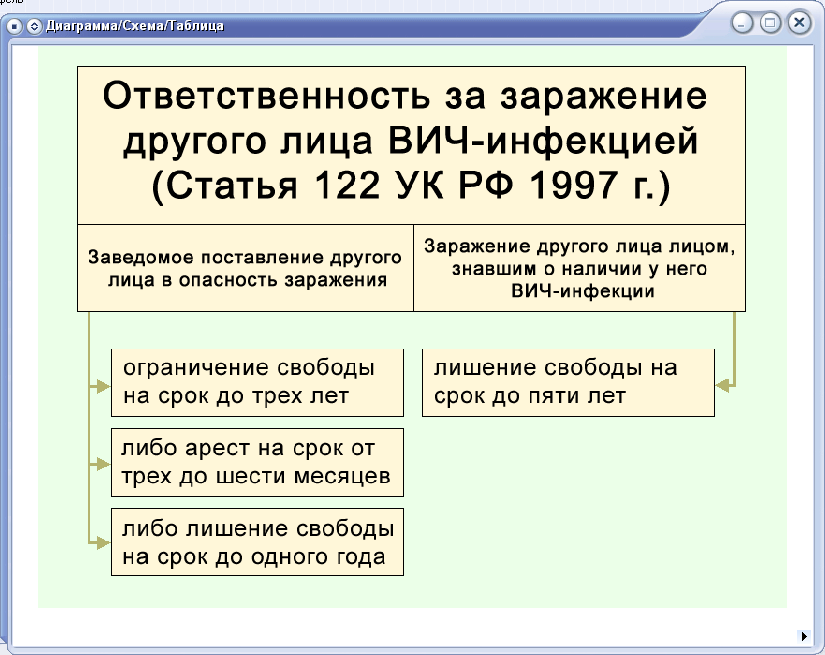 Диаграмма/Схема/Таблица
Ответственность за заражение
другого лица ВИЧ-инфекцией
(Статья 122 УК РФ 1997 г.)
Заведомое поставление другого
лица в опасность заражения
Заражение другого лица лицом,
знавшим о наличии у него
ВИЧ-инфекции
ограничение свободы
на срок до трех лет
либо арест на срок от
трех до шести месяцев
либо лишение свободы
на срок до одного года
лишение свободы на
срок до пяти лет